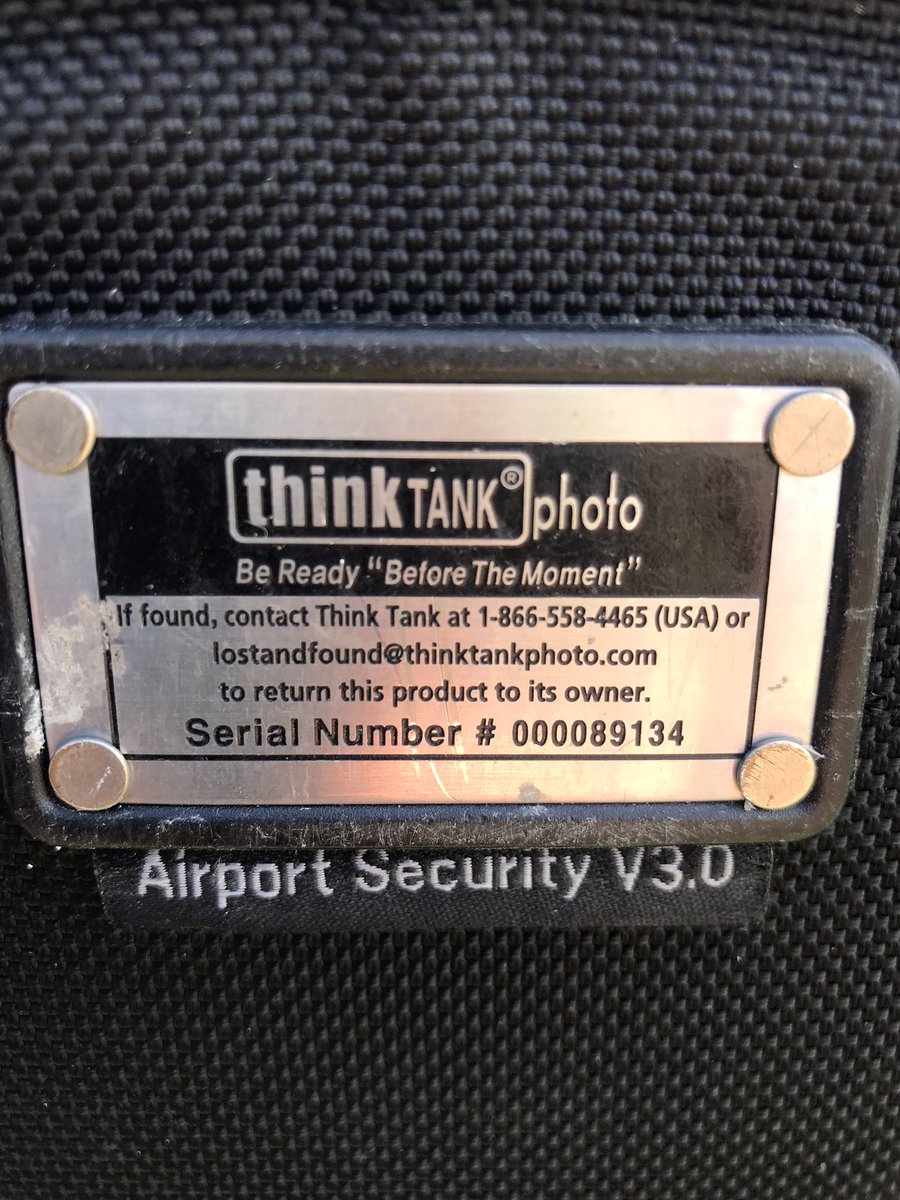 thinkTANK® photo
Be Ready “Before The Moment”
If found, contact Think Tank at 1-866-558-4465 (USA) or
lostandfound@thinktankphoto.com
to return this product to its owner.
Serial Number # 000089134
Airport Security V3.0